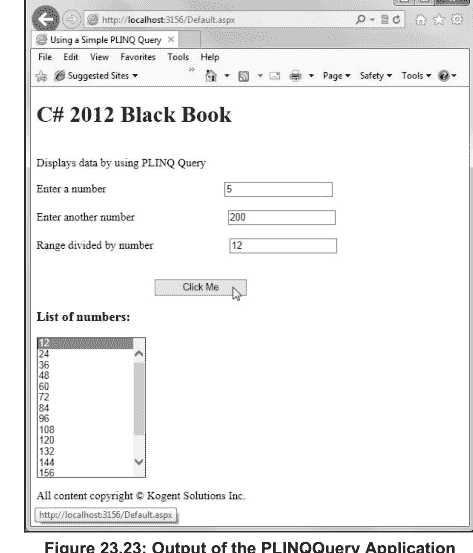 http://localhost:3156/Default.aspx
Using a Simple PLINQ Query
File Edit View Favorites Tools Help
Suggested Sites Page Safety Tools
C# 2012 Black Book
Displays data by using PLINQ Query
Enter a number 5
Enter another number 200
Range divided by number 12
Click Me
List of numbers:
12
24
36
48
60
72
84
96
108
120
132
144
156
All content copyright © Kogent Solutions Inc.
http://localhost:3156/Default.aspx
Figure 23.23: Output of the PLINQQuery Application